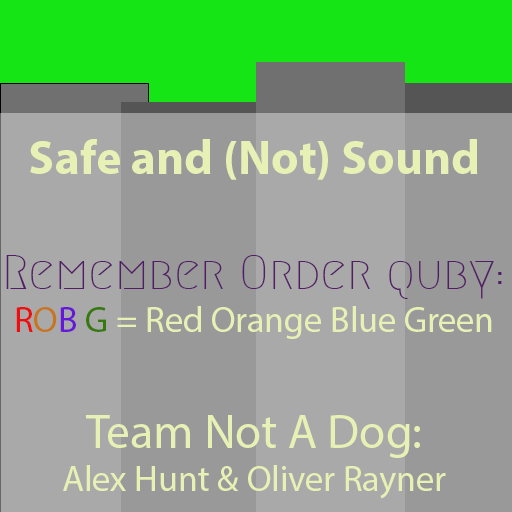 Safe and (Not) Sound
Remember Order quby:
ROB G = Red Orange Blue Green
Team Not A Dog:
Alex Hunt & Oliver Rayner